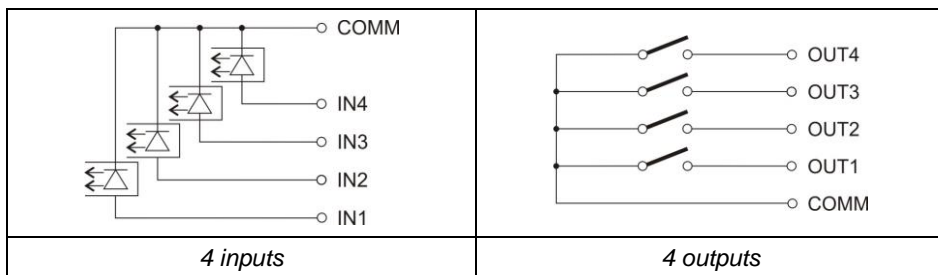 COMM
IN4
IN3
IN2
IN1
4 inputs
OUT4
OUT3
OUT2
OUT1
COMM
4 outputs